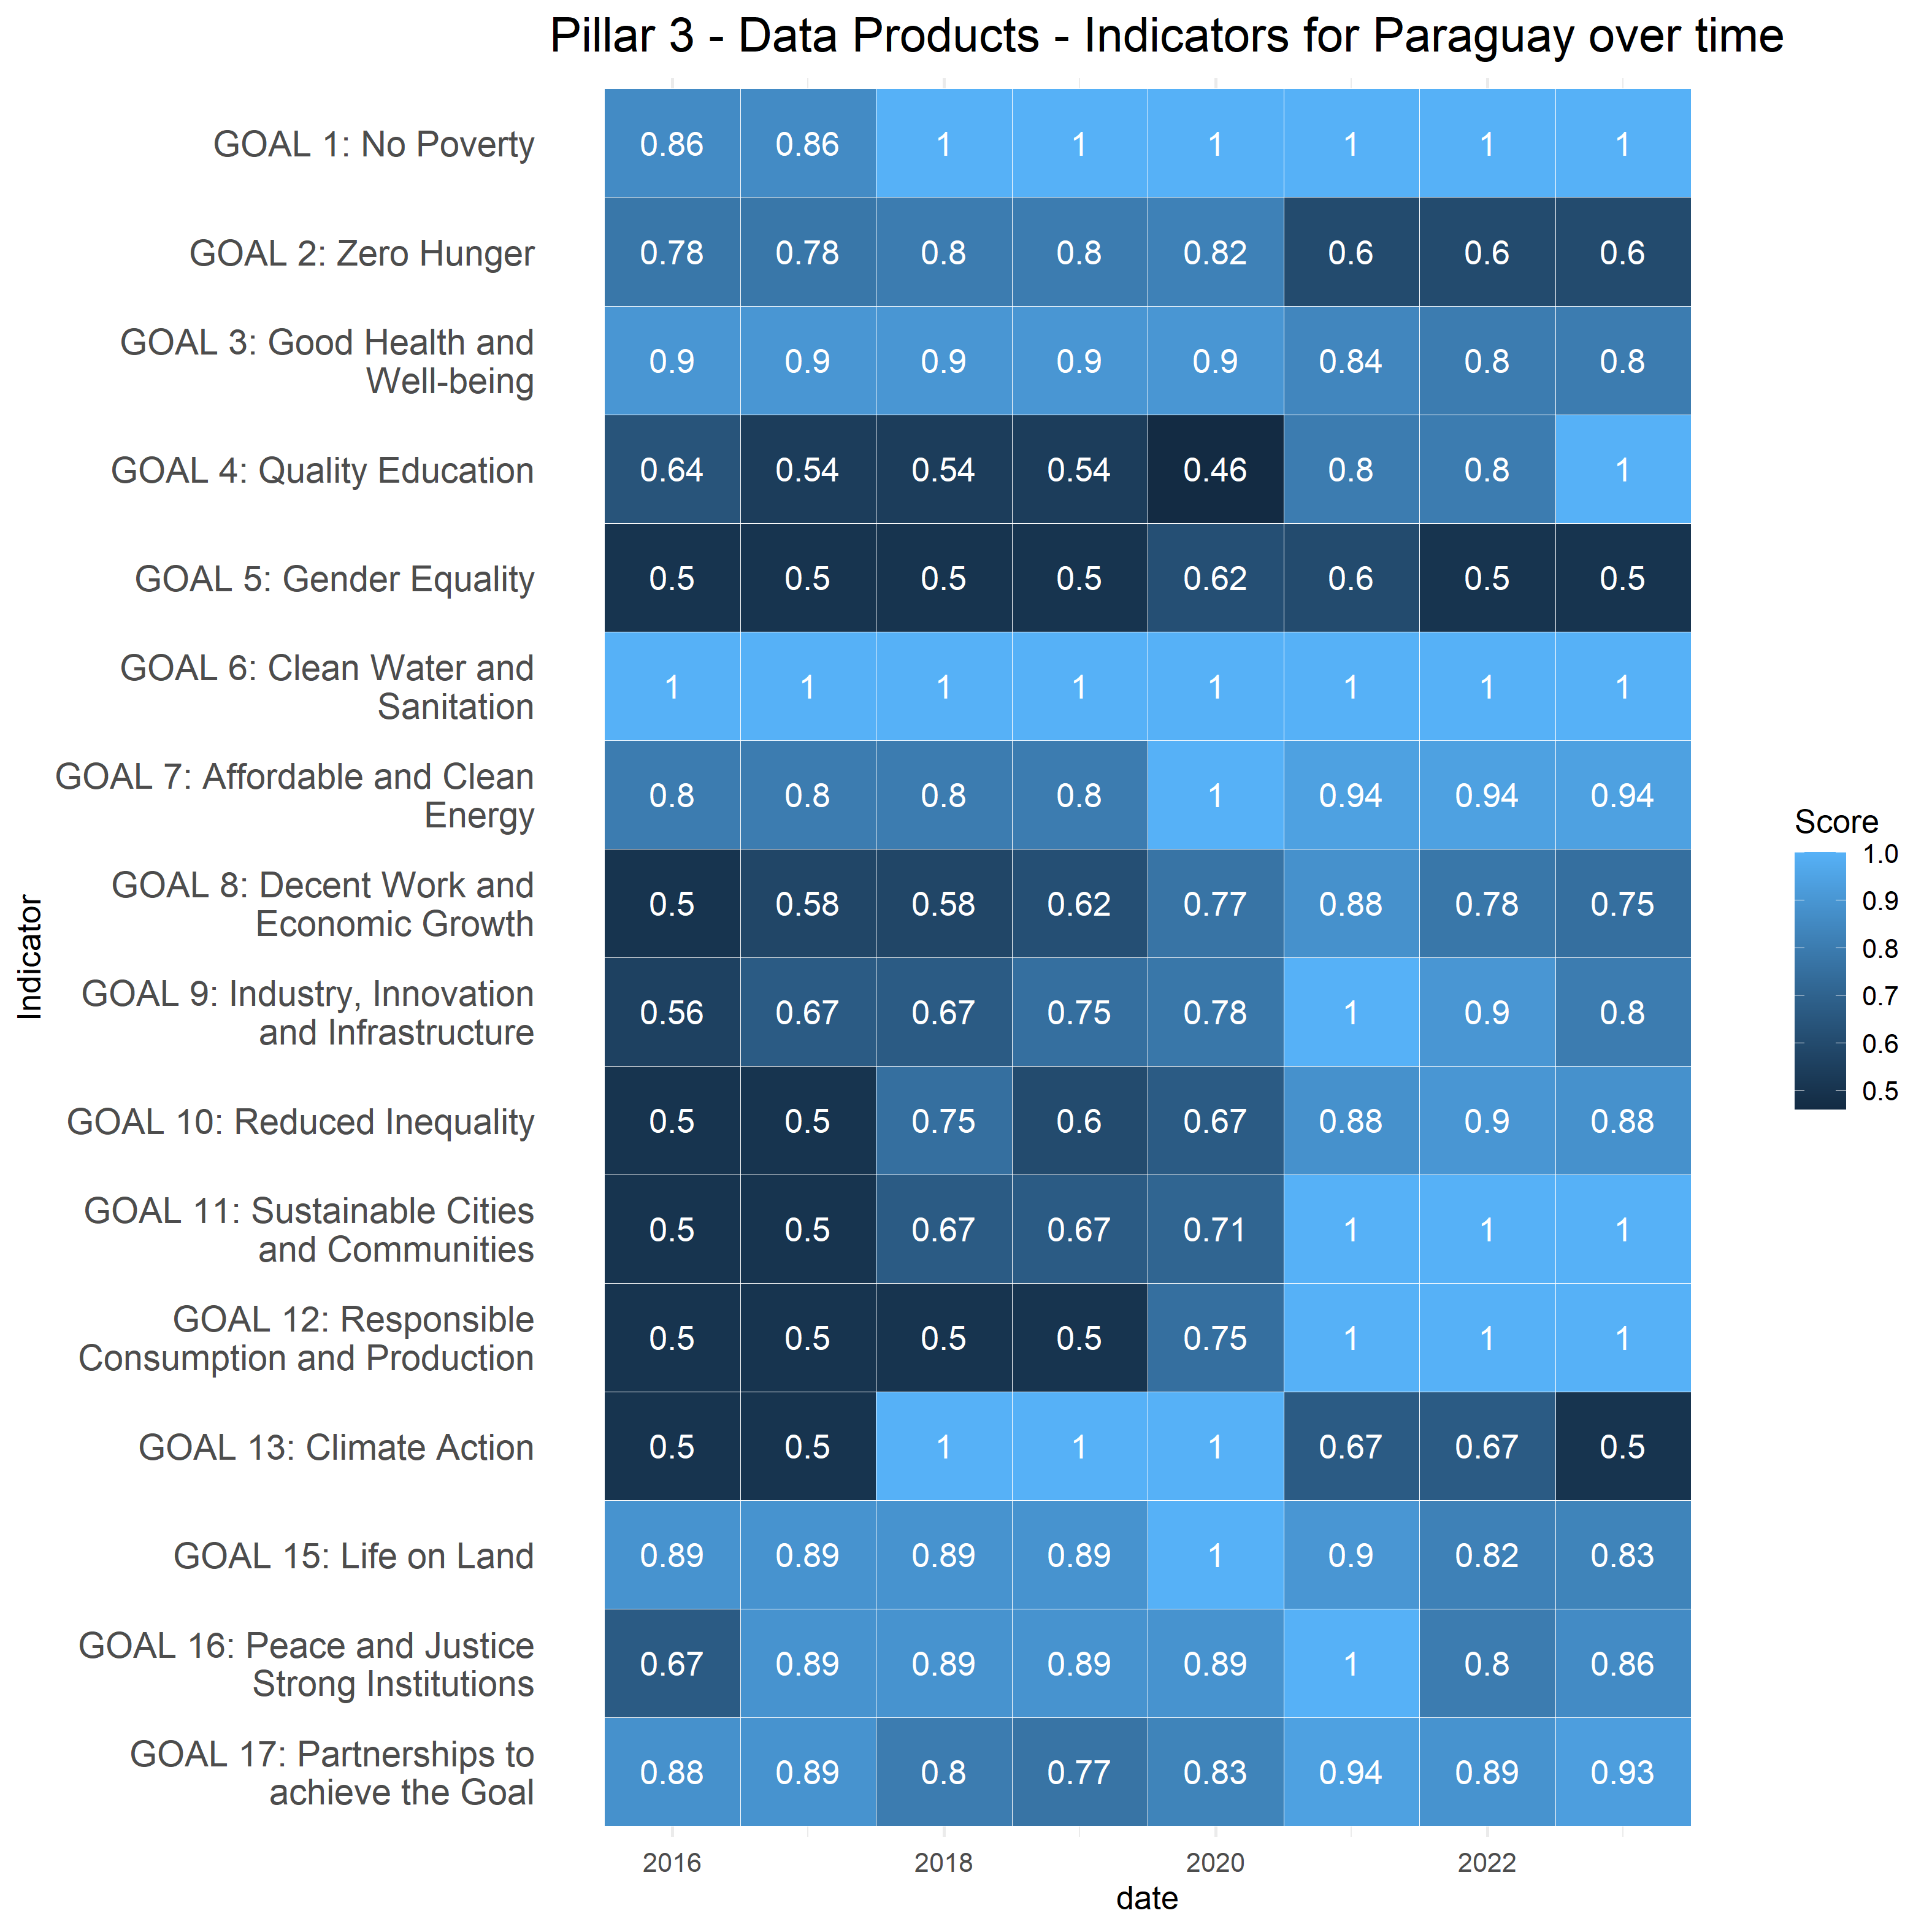 Pillar 3 - Data Products - Indicators for Paraguay over time
GOAL 1: No Poverty
0.86 0.86 1 1 1 1 1 1
GOAL 2: Zero Hunger
0.78 0.78 0.8 0.8 0.82 0.6 0.6 0.6
GOAL 3: Good Health and
Well-being
0.9 0.9 0.9 0.9 0.9 0.84 0.8 0.8
GOAL 4: Quality Education
0.64 0.54 0.54 0.54 0.46 0.8 0.8 1
GOAL 5: Gender Equality
0.5 0.5 0.5 0.5 0.62 0.6 0.5 0.5
GOAL 6: Clean Water and
Sanitation
1 1 1 1 1 1 1 1
GOAL 7: Affordable and Clean
Energy
0.8 0.8 0.8 0.8 1 0.94 0.94 0.94
GOAL 8: Decent Work and
Economic Growth
0.5 0.58 0.58 0.62 0.77 0.88 0.78 0.75
GOAL 9: Industry, Innovation
and Infrastructure
0.56 0.67 0.67 0.75 0.78 1 0.9 0.8
GOAL 10: Reduced Inequality
0.5 0.5 0.75 0.6 0.67 0.88 0.9 0.88
GOAL 11: Sustainable Cities
and Communities
0.5 0.5 0.67 0.67 0.71 1 1 1
GOAL 12: Responsible
Consumption and Production
0.5 0.5 0.5 0.5 0.75 1 1 1
GOAL 13: Climate Action
0.5 0.5 1 1 1 0.67 0.67 0.5
GOAL 15: Life on Land
0.89 0.89 0.89 0.89 1 0.9 0.82 0.83
GOAL 16: Peace and Justice
Strong Institutions
0.67 0.89 0.89 0.89 0.89 1 0.8 0.86
GOAL 17: Partnerships to
achieve the Goal
0.88 0.89 0.8 0.77 0.83 0.94 0.89 0.93
2016 2018 2020 2022
date
Indicator
Score
1.0
0.9
0.8
0.7
0.6
0.5